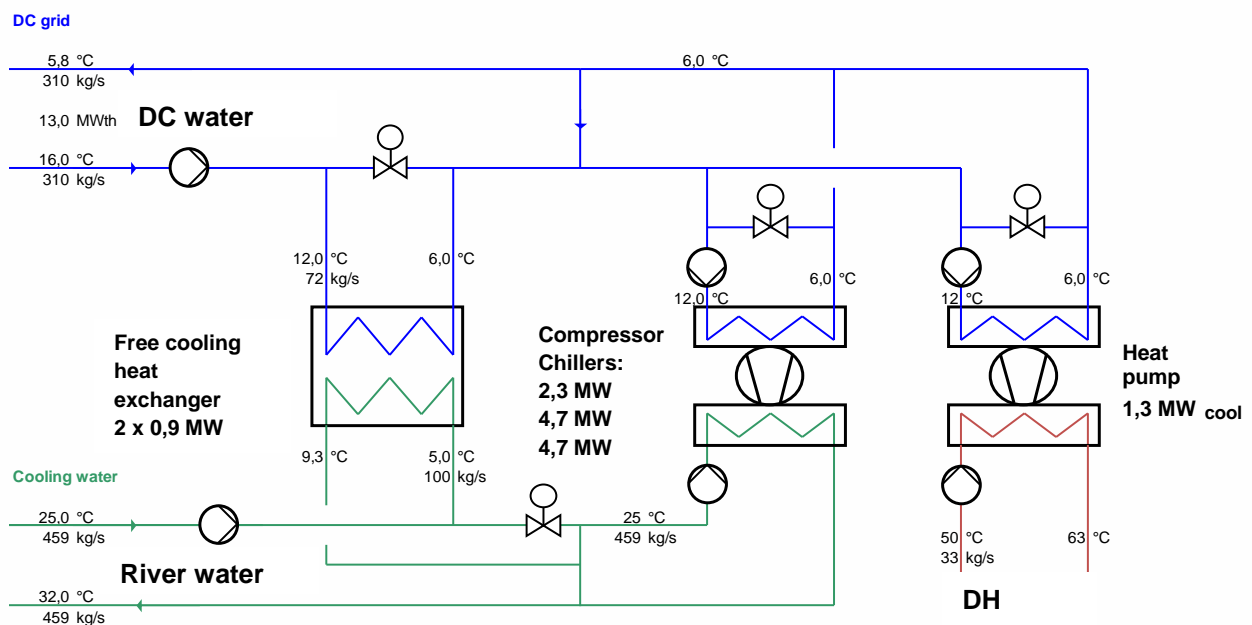 DC grid
5,8 °C
310 kg/s
6,0 °C
13,0 MWth
DC water
16,0 °C
310 kg/s
12,0 °C
72 kg/s
6,0 °C
12,0 °C
6,0 °C
12 °C
6,0 °C
Free cooling
heat
exchanger
2 x 0,9 MW
Compressor
Chillers:
2,3 MW
4,7 MW
4,7 MW
Heat
pump
1,3 MW cool
9,3 °C
5,0 °C
100 kg/s
Cooling water
25,0 °C
459 kg/s
25 °C
459 kg/s
50 °C
33 kg/s
63 °C
River water
32,0 °C
459 kg/s
DH